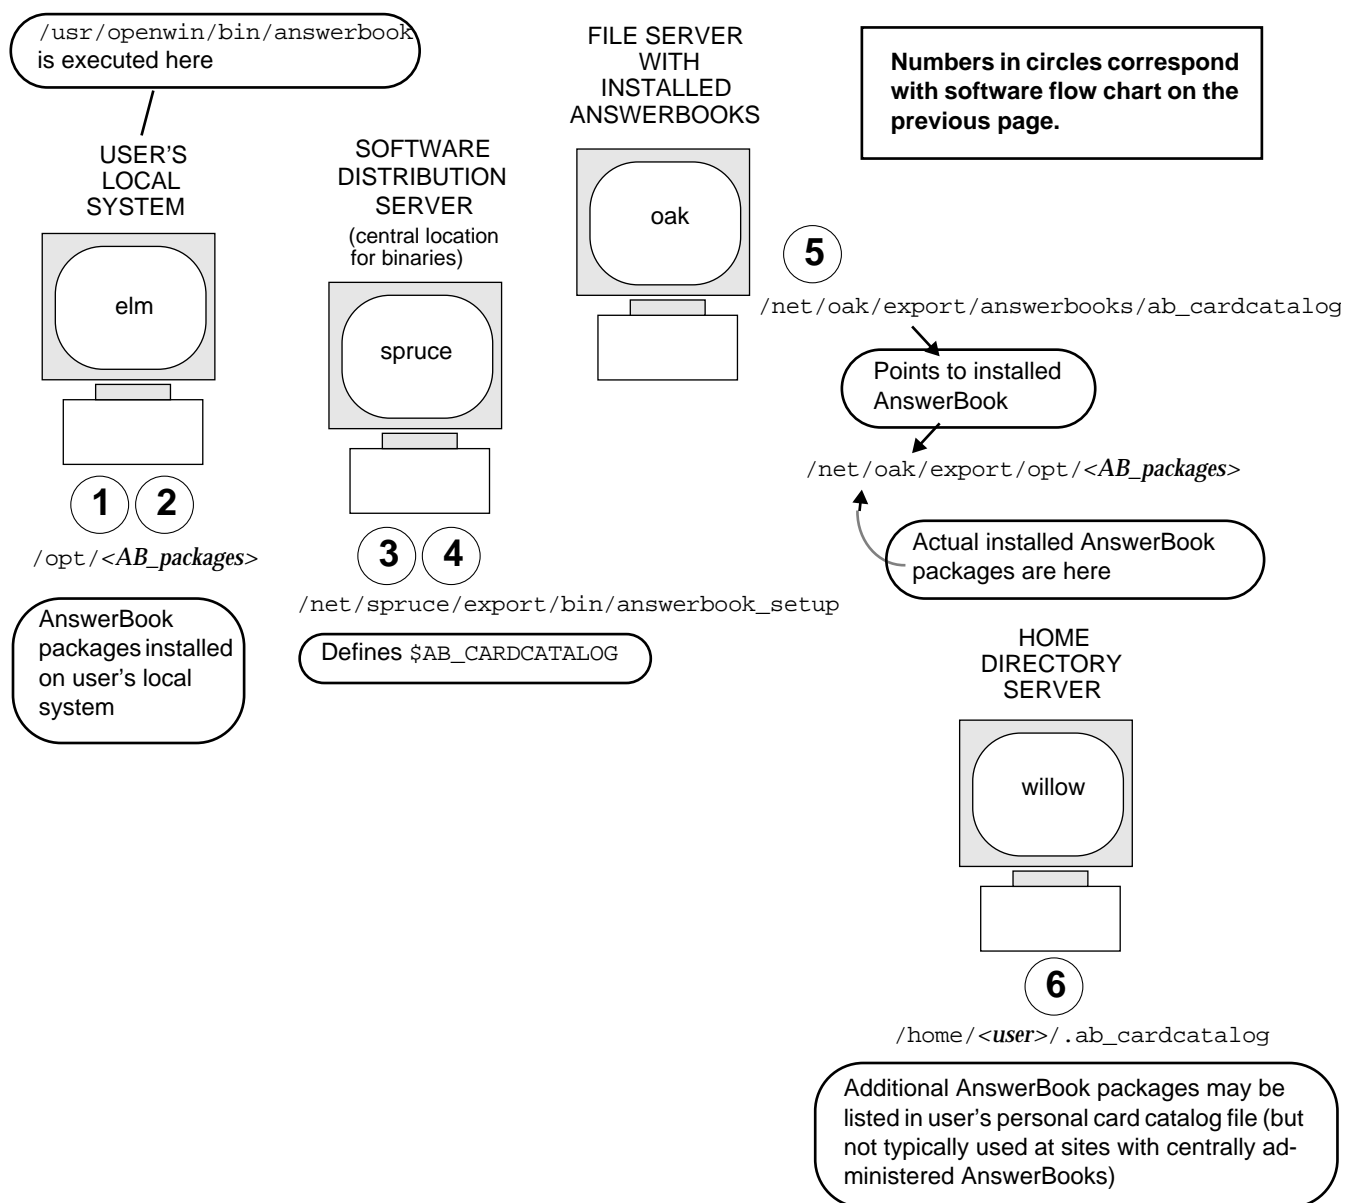 /usr/openwin/bin/answerbook
is executed here
USER'S
LOCAL
SYSTEM
elm
1 2
/opt/<AB_packages>
AnswerBook
packages installed
on user's local
system
SOFTWARE
DISTRIBUTION
SERVER
(central location
for binaries)
spruce
3 4
/net/spruce/export/bin/answerbook_setup
Defines $AB_CARDCATALOG
FILE SERVER
WITH
INSTALLED
ANSWERBOOKS
oak
Numbers in circles correspond
with software flow chart on the
previous page.
5
/net/oak/export/answerbooks/ab_cardcatalog
Points to installed
AnswerBook
/net/oak/export/opt/<AB_packages>
Actual installed AnswerBook
packages are here
HOME
DIRECTORY
SERVER
willow
6
/home/<user>/.ab_cardcatalog
Additional AnswerBook packages may be
listed in user's personal card catalog file (but
not typically used at sites with centrally ad-
ministered AnswerBooks)